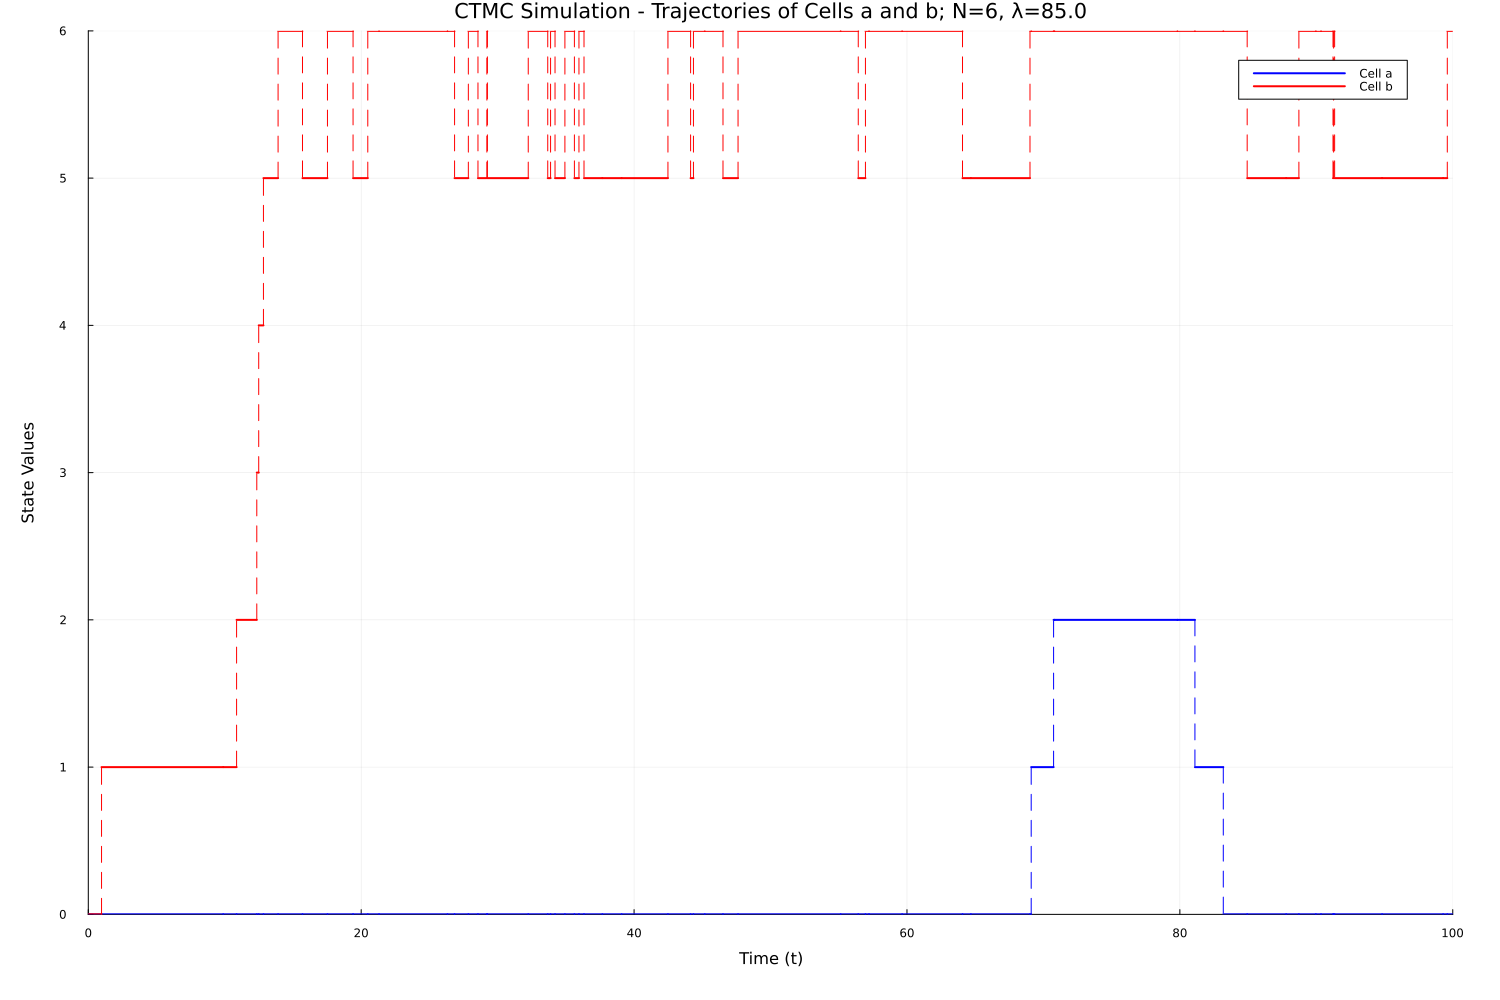 CTMC Simulation - Trajectories of Cells a and b; N=6, λ=85.0
6
Cell a
Cell b
5
4
State Values
3
2
1
0
0 20 40 60 80 100
Time (t)